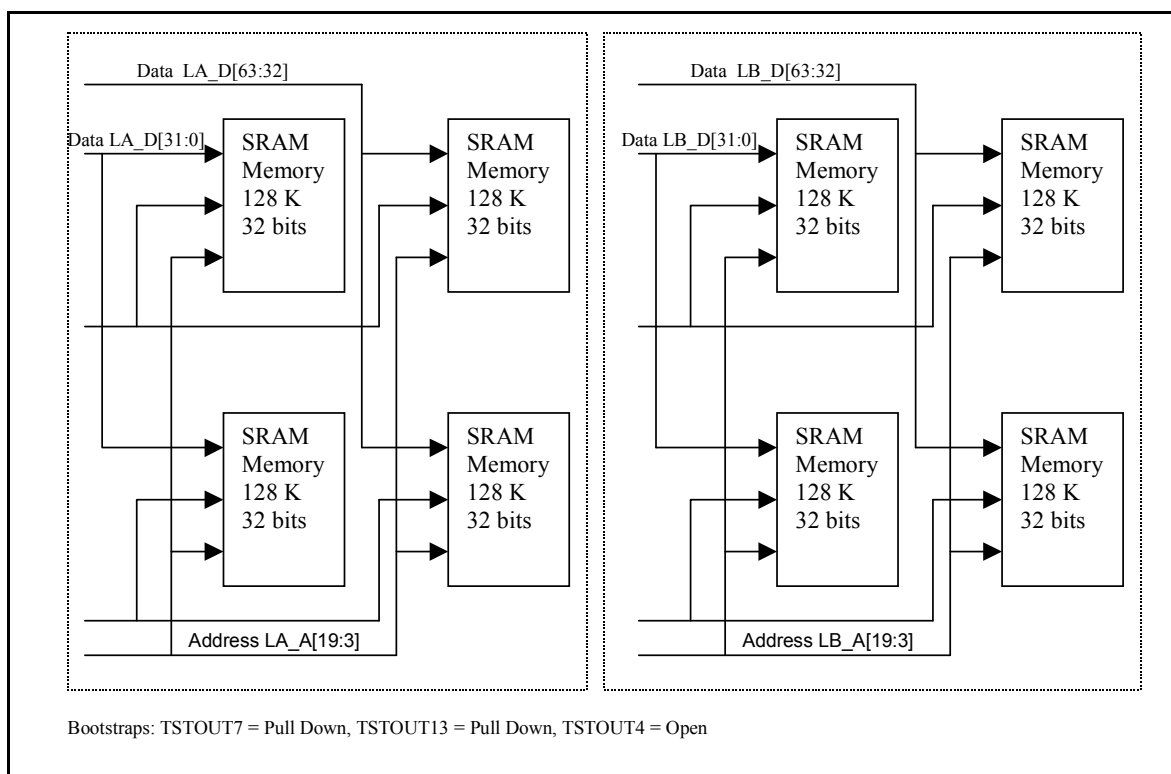 Data LA_D[63:32]
Data LA_D[31:0]
SRAM
Memory
128 K
32 bits
SRAM
Memory
128 K
32 bits
SRAM
Memory
128 K
32 bits
SRAM
Memory
128 K
32 bits
Address LA_A[19:3]
Data LB_D[63:32]
Data LB_D[31:0]
SRAM
Memory
128 K
32 bits
SRAM
Memory
128 K
32 bits
SRAM
Memory
128 K
32 bits
SRAM
Memory
128 K
32 bits
Address LB_A[19:3]
Bootstraps: TSTOUT7 = Pull Down, TSTOUT13 = Pull Down, TSTOUT4 = Open